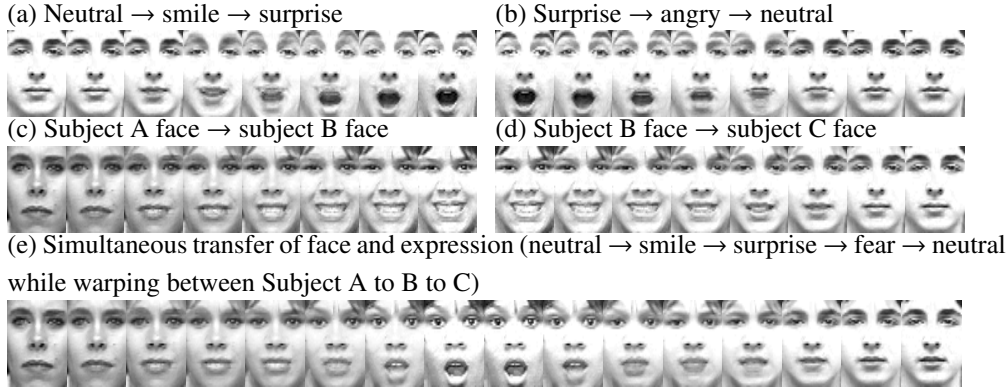 (a) Neutral → smile → surprise
(b) Surprise → angry → neutral
(c) Subject A face → subject B face
(d) Subject B face → subject C face
(e) Simultaneous transfer of face and expression (neutral → smile → surprise → fear → neutral
while warping between Subject A to B to C)